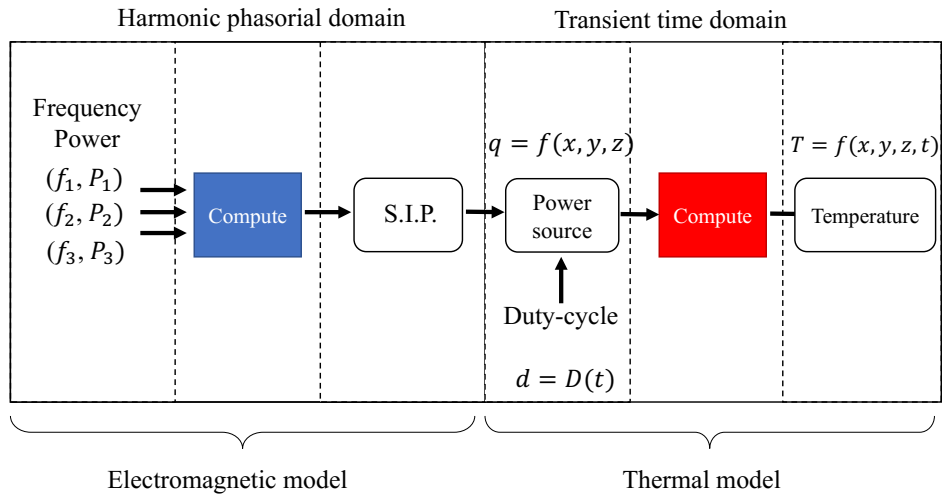 Harmonic phasorial domain
Transient time domain
Frequency
Power
(f₁, P₁)
(f₂, P₂)
(f₃, P₃)
Compute
S.I.P.
q = f(x, y, z)
Power
source
Duty-cycle
d = D(t)
Compute
T = f(x, y, z, t)
Temperature
Electromagnetic model
Thermal model